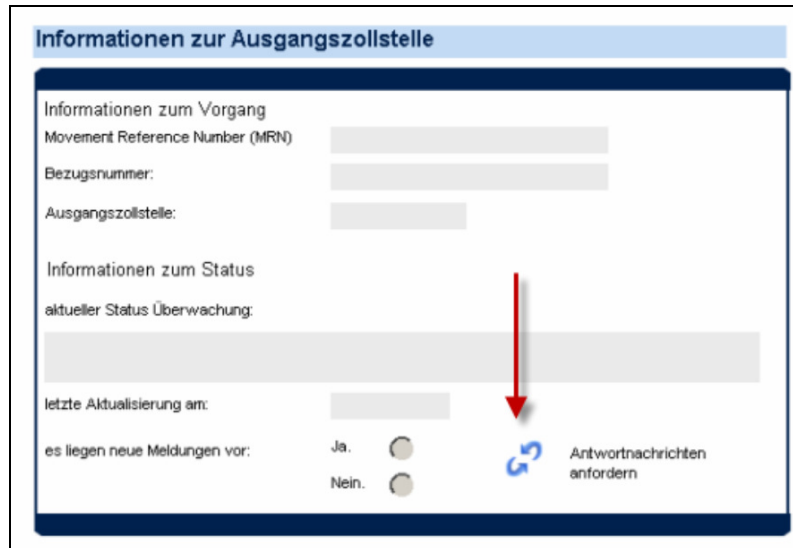 Informationen zur Ausgangszollstelle
Informationen zum Vorgang
Movement Reference Number (MRN)
Bezugsnummer:
Ausgangszollstelle:
Informationen zum Status
aktueller Status Überwachung:
letzte Aktualisierung am:
es liegen neue Meldungen vor:
Ja.
Nein.
Antwortnachrichten
anfordern